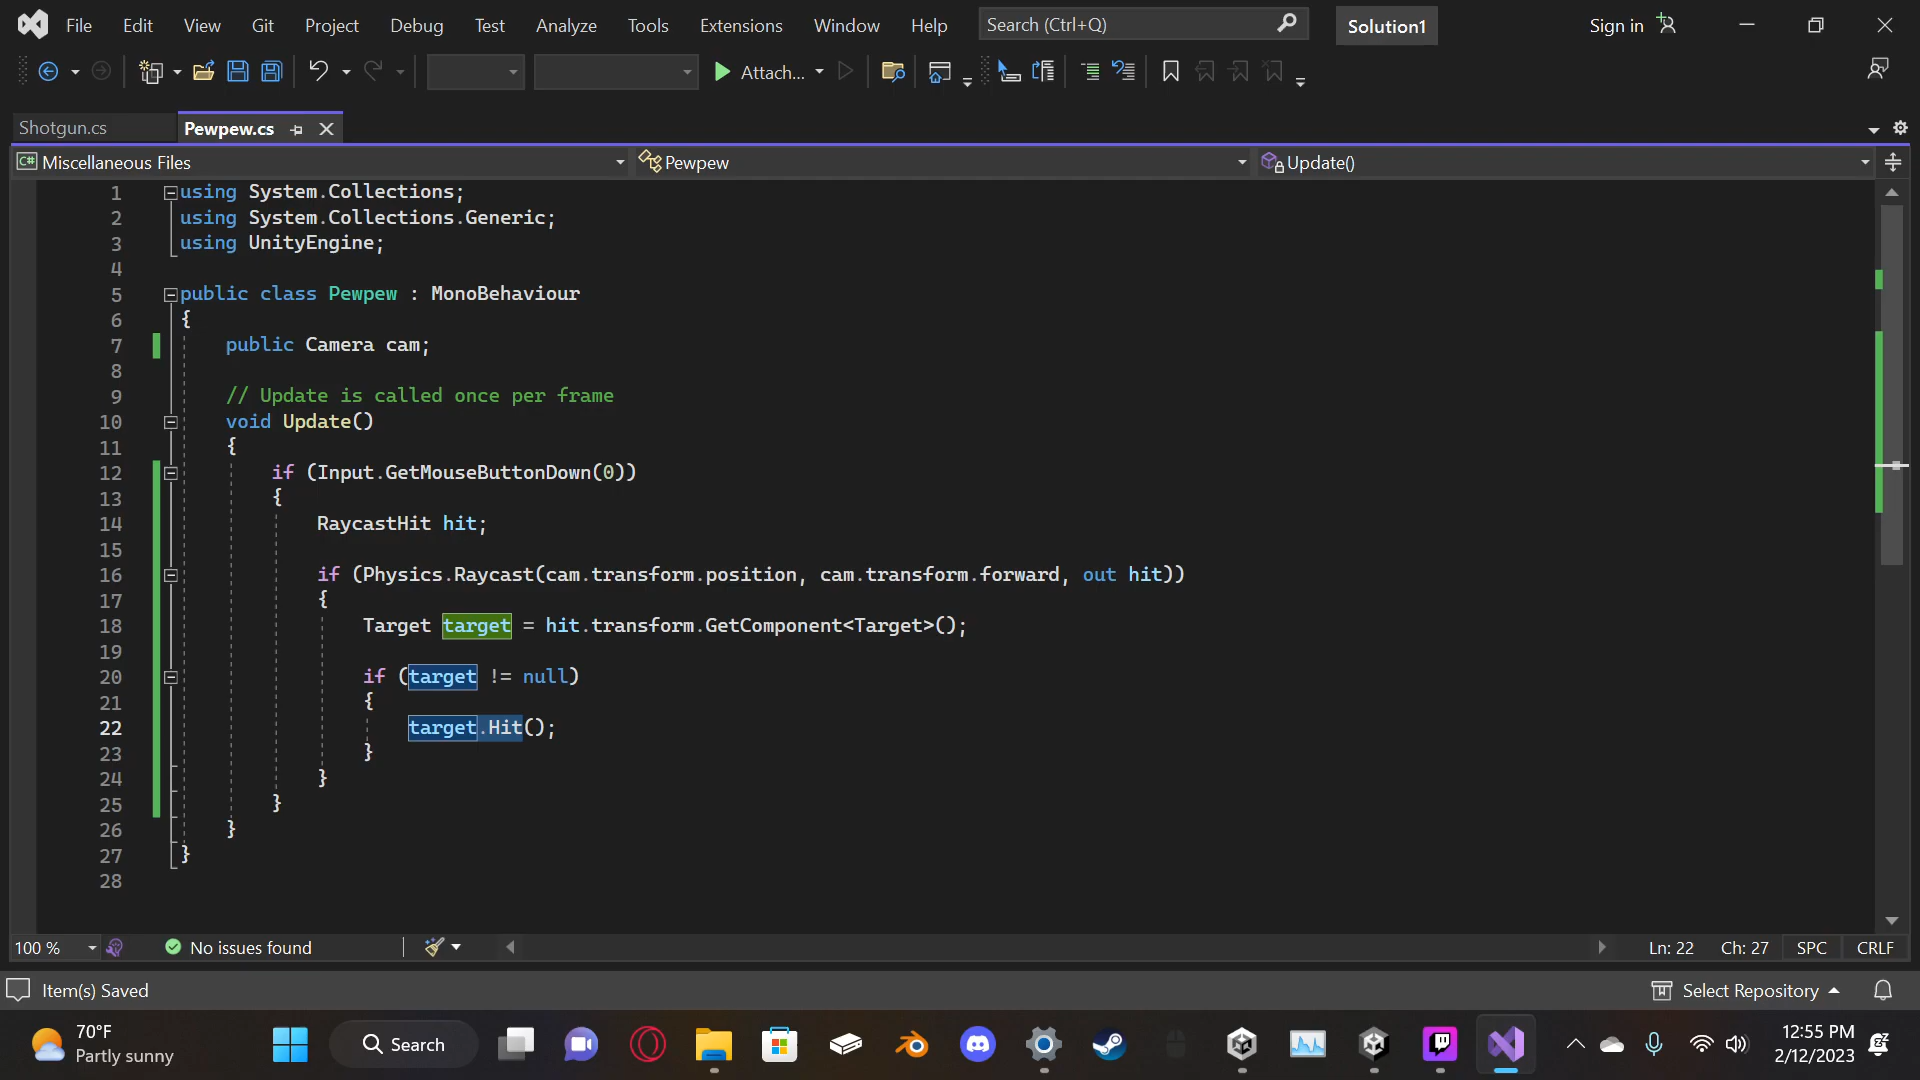 File Edit View Git Project Debug Test Analyze Tools Extensions Window Help Search (Ctrl+Q) Solution1 Sign in
Attach...
Shotgun.cs Pewpew.cs
C# Miscellaneous Files Pewpew Update()
1 using System.Collections;
2 using System.Collections.Generic;
3 using UnityEngine;
4
5 public class Pewpew : MonoBehaviour
6 {
7 public Camera cam;
8
9 // Update is called once per frame
10 void Update()
11 {
12 if (Input.GetMouseButtonDown(0))
13 {
14 RaycastHit hit;
15
16 if (Physics.Raycast(cam.transform.position, cam.transform.forward, out hit))
17 {
18 Target target = hit.transform.GetComponent<Target>();
19
20 if (target != null)
21 {
22 target.Hit();
23 }
24 }
25 }
26 }
27 }
28
100 % No issues found Ln: 22 Ch: 27 SPC CRLF
Item(s) Saved Select Repository
70°F
Partly sunny
Search
12:55 PM
2/12/2023